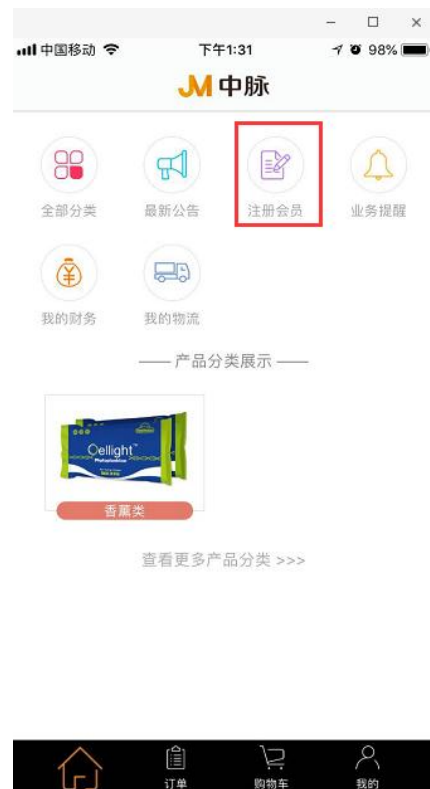 中国移动 下午1:31 98%
JM 中脉
全部分类 最新公告 注册会员 业务提醒
我的财务 我的物流
产品分类展示
Cellight
香薰类
查看更多产品分类 >>>
订单 购物车 我的